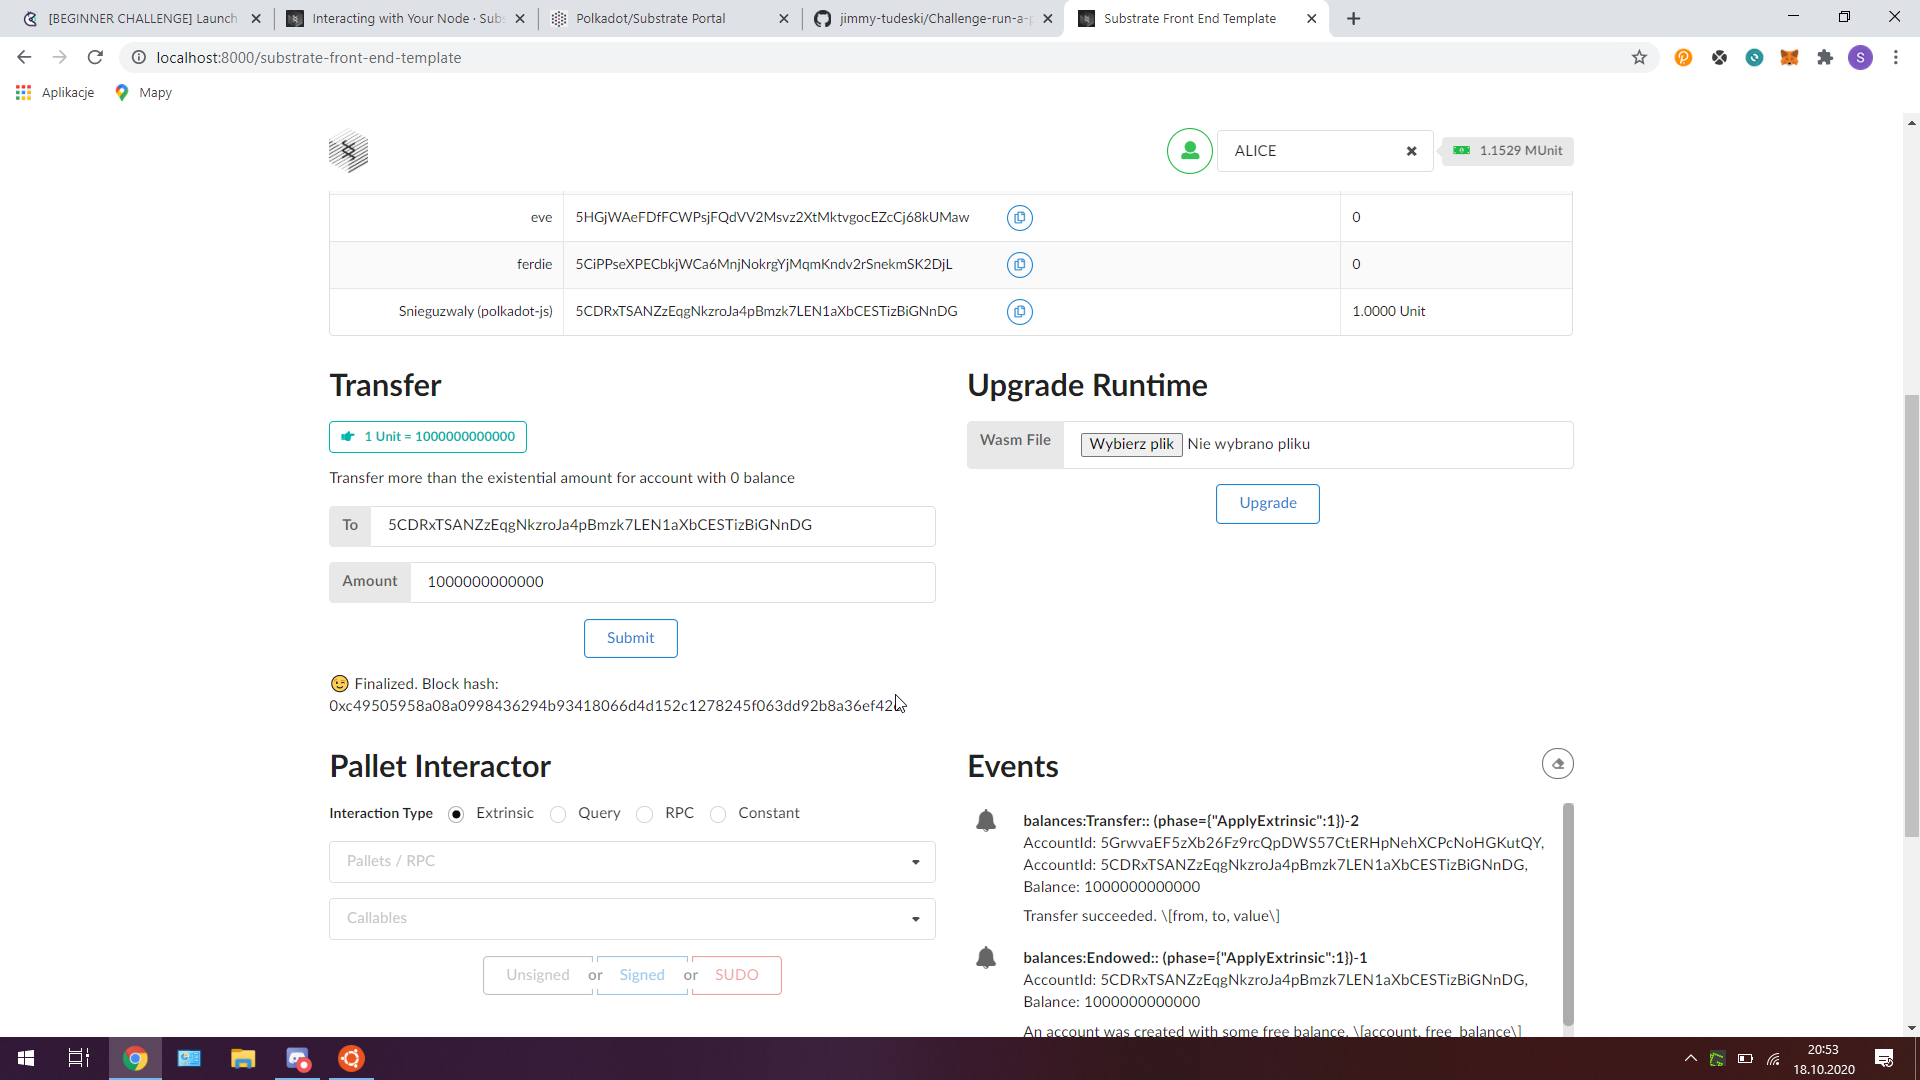 [BEGINNER CHALLENGE] Launch
Interacting with Your Node · Subs
Polkadot/Substrate Portal
jimmy-tudeski/Challenge-run-a-p
Substrate Front End Template
localhost:8000/substrate-front-end-template
S
Aplikacje
Mapy
ALICE
1.1529 MUnit
eve 5HGjWAeFDfFCWPsjFQdVV2Msvz2XtMktvgocEZcCj68kUMaw 0
ferdie 5CiPPseXPECbkjWCa6MnjNokrgYjMqmKndv2rSnekmSK2DjL 0
Snieguzwaly (polkadot-js) 5CDRxTSANZzEqgNkzroJa4pBmzk7LEN1aXbCESTizBiGNnDG 1.0000 Unit
Transfer
1 Unit = 1000000000000
Transfer more than the existential amount for account with 0 balance
To 5CDRxTSANZzEqgNkzroJa4pBmzk7LEN1aXbCESTizBiGNnDG
Amount 1000000000000
Submit
Finalized. Block hash:
Upgrade Runtime
Wasm File Wybierz plik Nie wybrano pliku
Upgrade
Pallet Interactor
Interaction Type Extrinsic Query RPC Constant
Pallets / RPC
Callables
Unsigned or Signed or SUDO
Events
balances:Transfer:: (phase={"ApplyExtrinsic":1})-2
AccountId: 5GrwvaEF5zXb26Fz9rcQpDWS57CtERHpNehXCPcNoHGKutQY,
AccountId: 5CDRxTSANZzEqgNkzroJa4pBmzk7LEN1aXbCESTizBiGNnDG,
Balance: 1000000000000
Transfer succeeded. \[from, to, value\]
balances:Endowed:: (phase={"ApplyExtrinsic":1})-1
AccountId: 5CDRxTSANZzEqgNkzroJa4pBmzk7LEN1aXbCESTizBiGNnDG,
Balance: 1000000000000
An account was created with some free balance. \[account, free_balance\]
20:53
18.10.2020